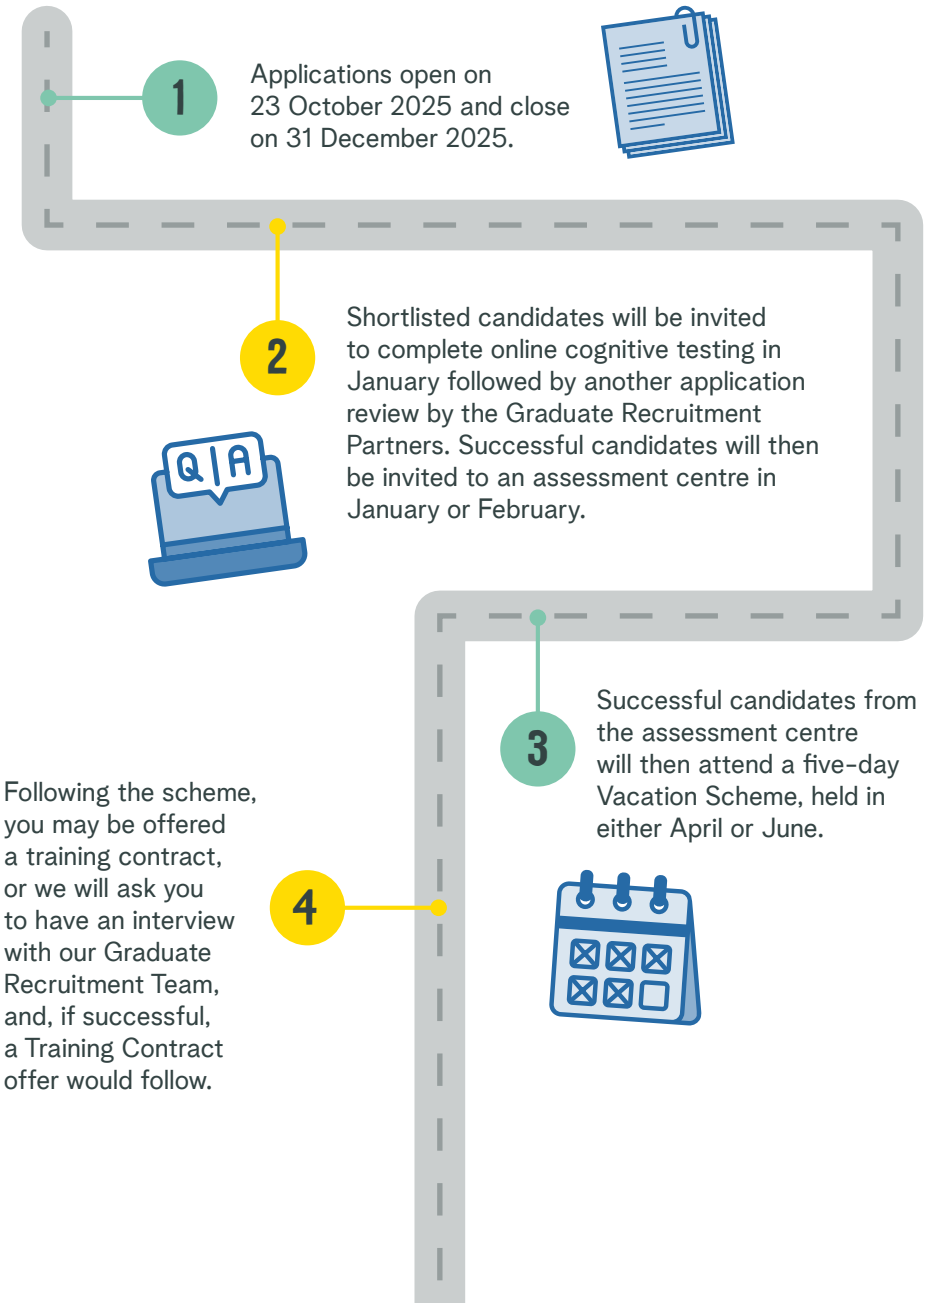 1
Applications open on
23 October 2025 and close
on 31 December 2025.
2
Shortlisted candidates will be invited
to complete online cognitive testing in
January followed by another application
review by the Graduate Recruitment
Partners. Successful candidates will then
be invited to an assessment centre in
January or February.
Q|A
3
Successful candidates from
the assessment centre
will then attend a five-day
Vacation Scheme, held in
either April or June.
4
Following the scheme,
you may be offered
a training contract,
or we will ask you
to have an interview
with our Graduate
Recruitment Team,
and, if successful,
a Training Contract
offer would follow.